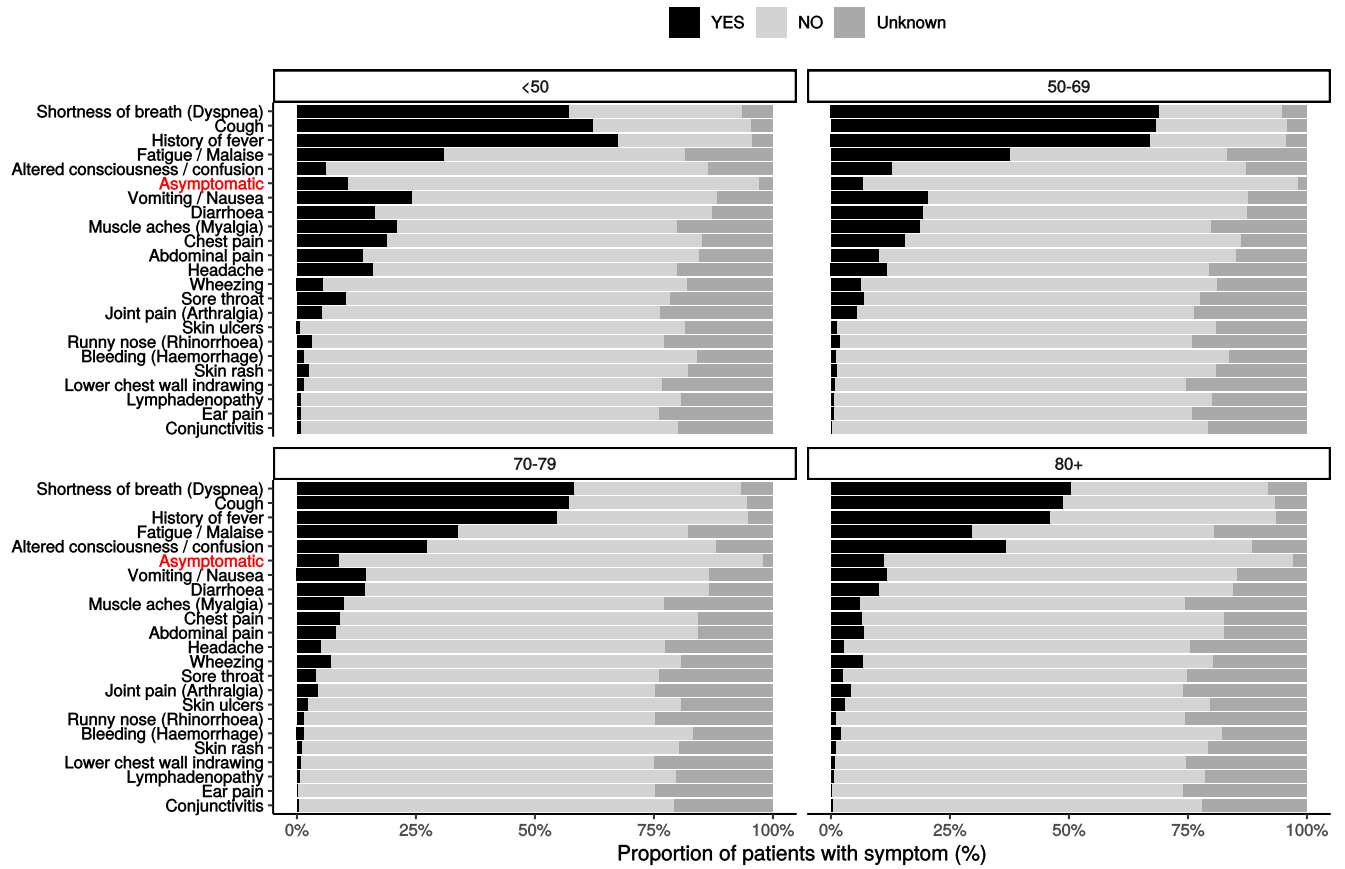 YES NO Unknown
<50 50-69
Shortness of breath (Dyspnea)
Cough
History of fever
Fatigue / Malaise
Altered consciousness / confusion
Asymptomatic
Vomiting / Nausea
Diarrhoea
Muscle aches (Myalgia)
Chest pain
Abdominal pain
Headache
Wheezing
Sore throat
Joint pain (Arthralgia)
Skin ulcers
Runny nose (Rhinorrhoea)
Bleeding (Haemorrhage)
Skin rash
Lower chest wall indrawing
Lymphadenopathy
Ear pain
Conjunctivitis
70-79 80+
Shortness of breath (Dyspnea)
Cough
History of fever
Fatigue / Malaise
Altered consciousness / confusion
Asymptomatic
Vomiting / Nausea
Diarrhoea
Muscle aches (Myalgia)
Chest pain
Abdominal pain
Headache
Wheezing
Sore throat
Joint pain (Arthralgia)
Skin ulcers
Runny nose (Rhinorrhoea)
Bleeding (Haemorrhage)
Skin rash
Lower chest wall indrawing
Lymphadenopathy
Ear pain
Conjunctivitis
0% 25% 50% 75% 100% 0% 25% 50% 75% 100%
Proportion of patients with symptom (%)